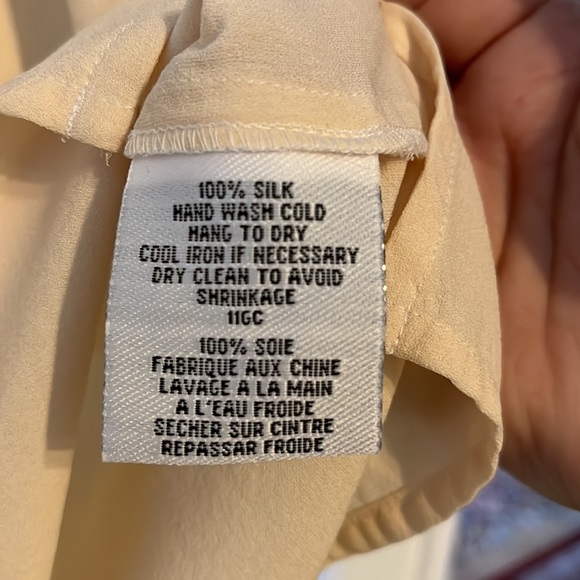 100% SILK
HAND WASH COLD
HANG TO DRY
COOL IRON IF NECESSARY
DRY CLEAN TO AVOID
SHRINKAGE
11GC
100% SOIE
FABRIQUE AUX CHINE
LAVAGE A LA MAIN
A L'EAU FROIDE
SECHER SUR CINTRE
REPASSAR FROIDE